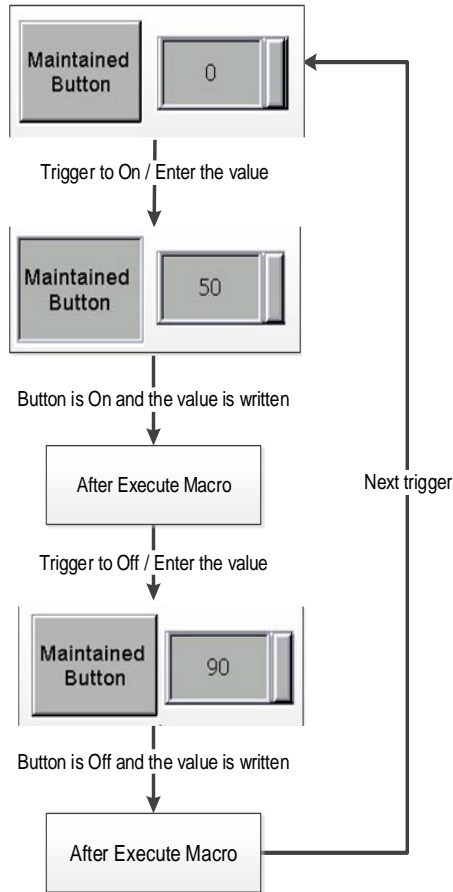 Maintained
Button
0
Trigger to On / Enter the value
Maintained
Button
50
Button is On and the value is written
After Execute Macro
Next trigger
Trigger to Off / Enter the value
Maintained
Button
90
Button is Off and the value is written
After Execute Macro